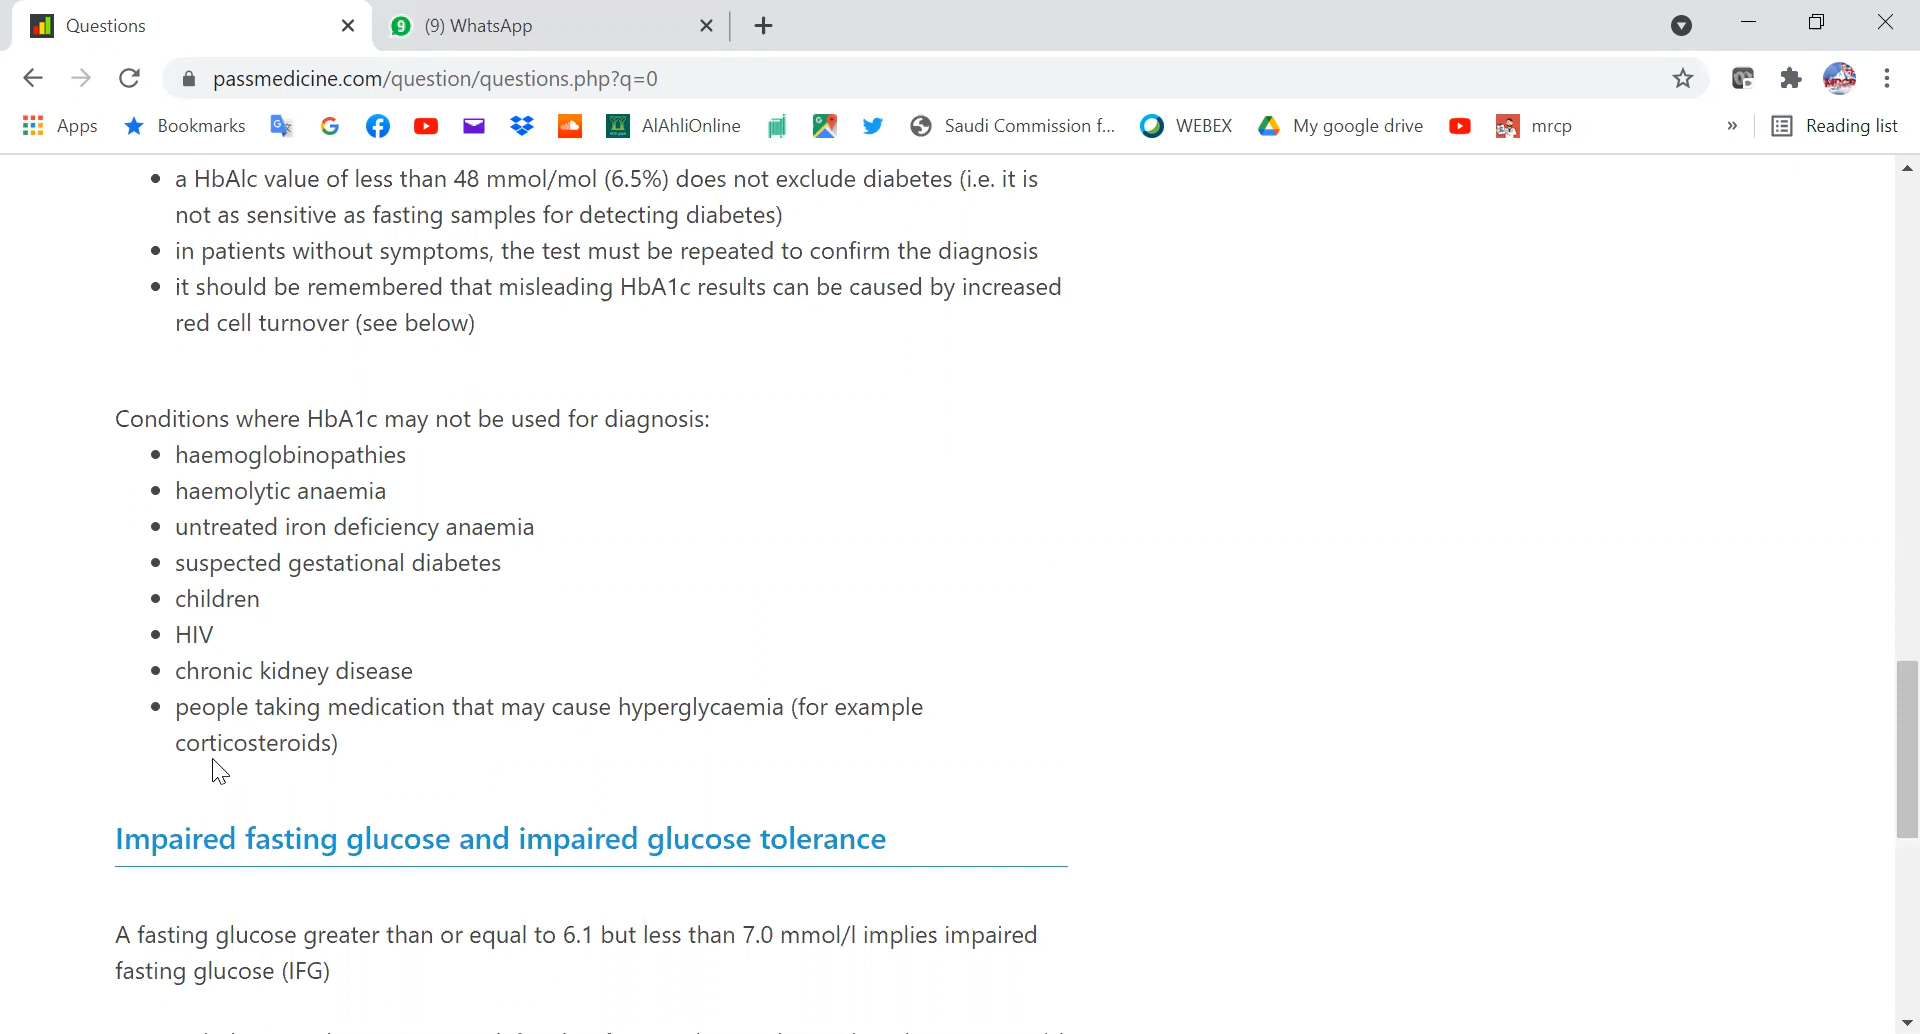 Questions
9 (9) WhatsApp
passmedicine.com/question/questions.php?q=0
Apps Bookmarks AlAhliOnline Saudi Commission f... WEBEX My google drive mrcp » Reading list
• a HbAlc value of less than 48 mmol/mol (6.5%) does not exclude diabetes (i.e. it is
not as sensitive as fasting samples for detecting diabetes)
• in patients without symptoms, the test must be repeated to confirm the diagnosis
• it should be remembered that misleading HbA1c results can be caused by increased
red cell turnover (see below)
Conditions where HbA1c may not be used for diagnosis:
• haemoglobinopathies
• haemolytic anaemia
• untreated iron deficiency anaemia
• suspected gestational diabetes
• children
• HIV
• chronic kidney disease
• people taking medication that may cause hyperglycaemia (for example
corticosteroids)
Impaired fasting glucose and impaired glucose tolerance
A fasting glucose greater than or equal to 6.1 but less than 7.0 mmol/l implies impaired
fasting glucose (IFG)